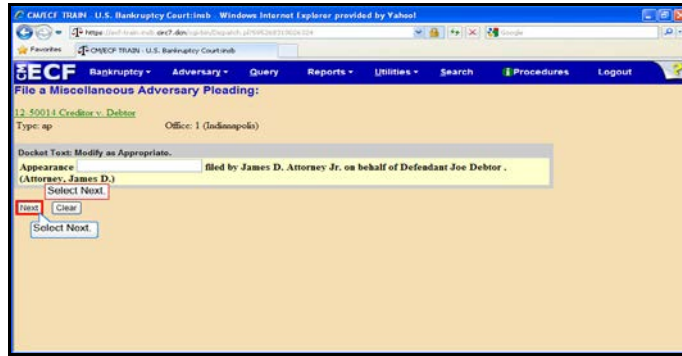 CM/ECF TRAIN - U.S. Bankruptcy Court:insb - Windows Internet Explorer provided by Yahoo!
Google
Favorites CM/ECF TRAIN - U.S. Bankruptcy Court:insb
ECF Bankruptcy Adversary Query Reports Utilities Search Procedures Logout ?
File a Miscellaneous Adversary Pleading:
12-50014 Creditor v. Debtor
Type: ap Office: 1 (Indianapolis)
Docket Text: Modify as Appropriate.
Appearance filed by James D. Attorney Jr. on behalf of Defendant Joe Debtor .
(Attorney, James D.)
Select Next.
Next Clear
Select Next.